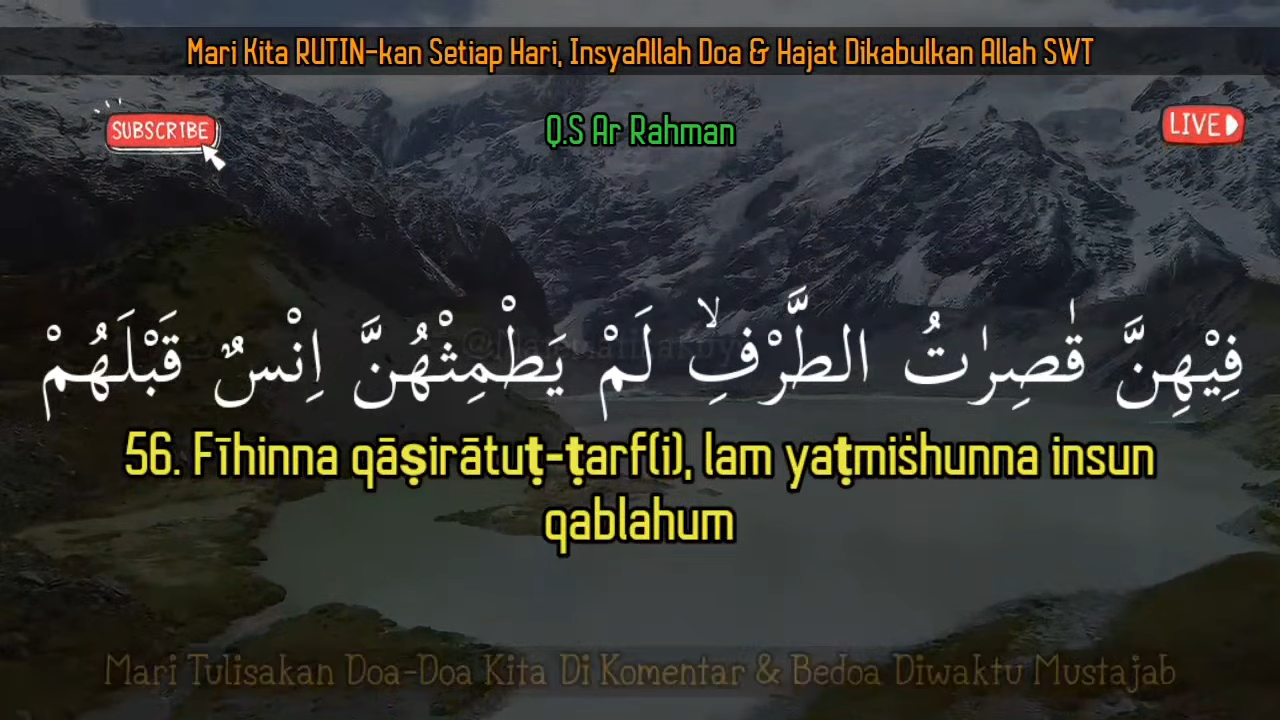 Mari Kita RUTIN-kan Setiap Hari, InsyaAllah Doa & Hajat Dikabulkan Allah SWT
SUBSCRIBE
Q.S Ar Rahman
LIVE
فِيْهِنَّ قٰصِرٰتُ الطَّرْفِۙ لَمْ يَطْمِثْهُنَّ اِنْسٌ قَبْلَهُمْ
56. Fīhinna qāṣirātuṭ-ṭarf(i), lam yaṭmiṡhunna insun
qablahum
Mari Tulisakan Doa-Doa Kita Di Komentar & Bedoa Diwaktu Mustajab